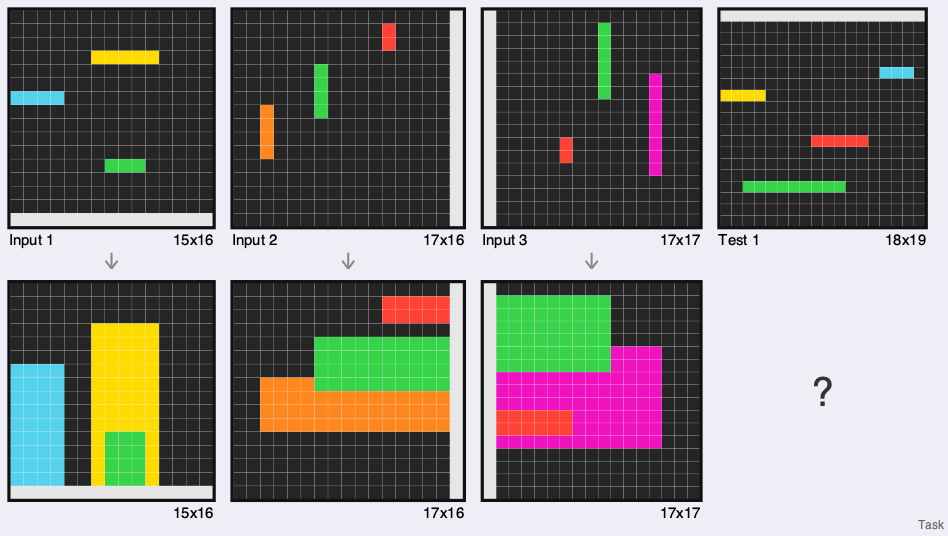 Input 1 15x16
Input 2 17x16
Input 3 17x17
Test 1 18x19
?
15x16
17x16
17x17
Task